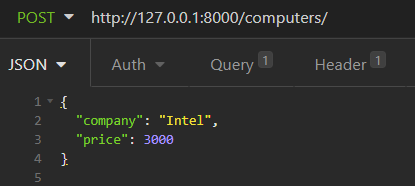 POST http://127.0.0.1:8000/computers/
JSON Auth Query 1 Header 1
1 {
2 "company": "Intel",
3 "price": 3000
4 }
5